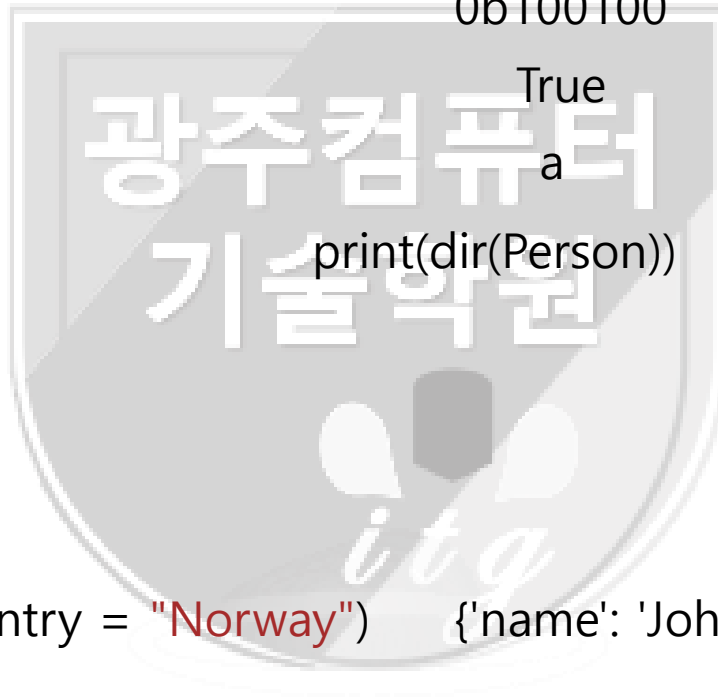 0b100100
True
광주컴퓨터
a
print(dir(Person))
기술학원
itg
ntry = "Norway") {'name': 'Joh